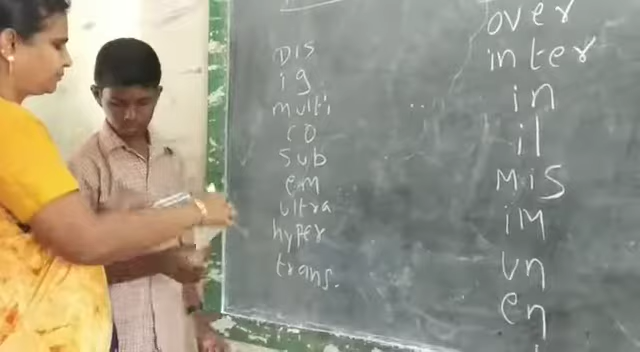 Dis
ig
multi
co
sub
em
ultra
hyper
trans.
over
inter
in
il
Mis
im
un
en